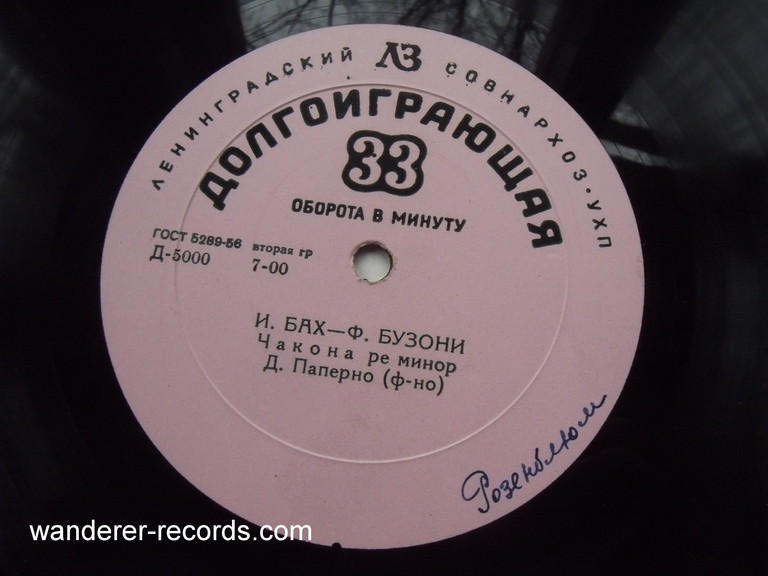 ЛЕНИНГРАДСКИЙ ЛЗ СОВНАРХОЗ·УХП
ДОЛГОИГРАЮЩАЯ
33
ОБОРОТА В МИНУТУ
ГОСТ 5289-56 вторая гр
Д-5000 7-00
И. БАХ—Ф. БУЗОНИ
Чакона ре минор
Д. Паперно (ф-но)
Розенблюм
wanderer-records.com